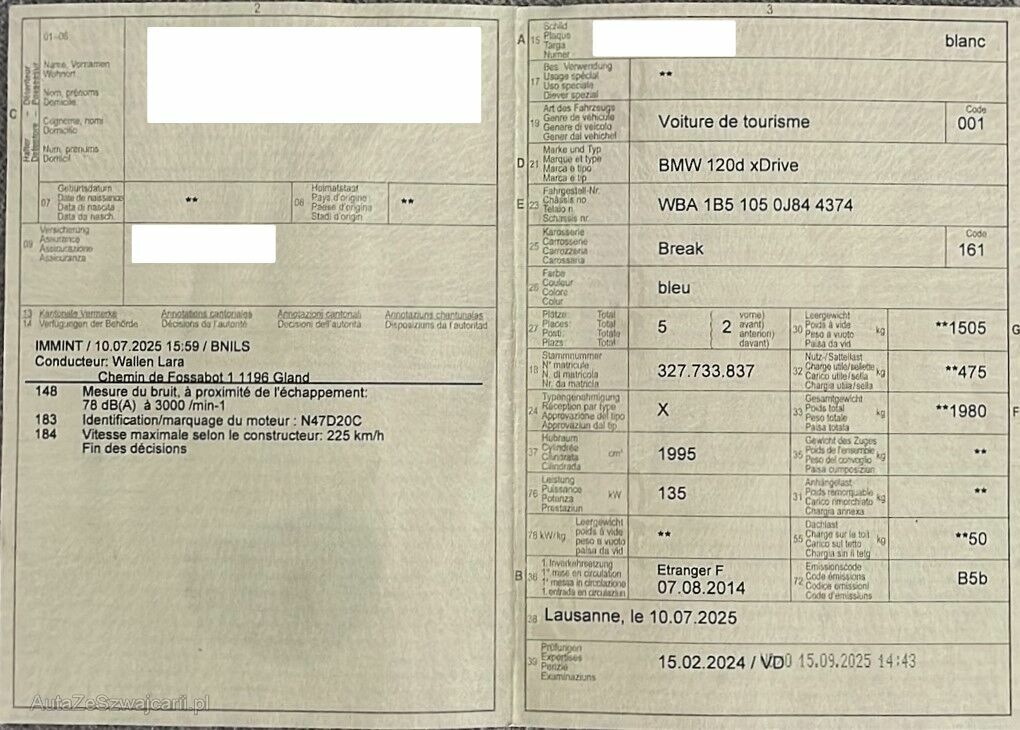 2
C
Halter – Détenteur
Detentore – Possessur
01–06
Name, Vornamen
Wohnort
Nom, prénoms
Domicile
Cognome, nomi
Domicilio
Num, prenums
Domicil
07
Geburtsdatum
Date de naissance
Data di nascita
Data da nasch.
**
08
Heimatstaat
Pays d'origine
Paese d'origine
Stadi d'origin
**
09
Versicherung
Assurance
Assicurazione
Assicuranza
13 Kantonale Vermerke Annotations cantonales Annotazioni cantonali Annotaziuns chantunalas
14 Verfügungen der Behörde Décisions de l'autorité Decisioni dell'autorità Disposiziuns da l'autoritad
IMMINT / 10.07.2025 15:59 / BNILS
Conducteur: Wallen Lara
Chemin de Fossabot 1 1196 Gland
148 Mesure du bruit, à proximité de l'échappement:
78 dB(A) à 3000 /min-1
183 Identification/marquage du moteur : N47D20C
184 Vitesse maximale selon le constructeur: 225 km/h
Fin des décisions
AutaZeSzwajcarii.pl
3
A 15
Schild
Plaque
Targa
Numer
blanc
17
Bes. Verwendung
Usage spécial
Uso speciale
Diever spezial
**
19
Art des Fahrzeugs
Genre de véhicule
Genere di veicolo
Gener dal vehichel
Voiture de tourisme
Code
001
D 21
Marke und Typ
Marque et type
Marca e tipo
Marca e tip
BMW 120d xDrive
E 23
Fahrgestell-Nr.
Châssis no
Telaio n.
Schassis nr.
WBA 1B5 105 0J84 4374
25
Karosserie
Carrosserie
Carrozzeria
Carossaria
Break
Code
161
26
Farbe
Couleur
Colore
Colur
bleu
27
Plätze: Total
Places: Total
Posti: Totale
Plazs: Total
5
( vorne)
2 avant)
anteriori)
davant)
30
Leergewicht
Poids à vide
Peso a vuoto
Paisa da vid
kg
**1505
G
18
Stammnummer
N° matricule
N. di matricola
Nr. da matricla
327.733.837
32
Nutz-/Sattellast
Charge utile/sellette
Carico utile/sella
Chargia utila/sella
kg
**475
24
Typengenehmigung
Réception par type
Approvazione del tipo
Approvaziun dal tip
X
33
Gesamtgewicht
Poids total
Peso totale
Paisa totala
kg
**1980
F
37
Hubraum
Cylindrée
Cilindrata
Cilindrada
cm³
1995
35
Gewicht des Zuges
Poids de l'ensemble
Peso del convoglio
Paisa cumposiziun
kg
**
76
Leistung
Puissance
Potenza
Prestaziun
kW
135
31
Anhängelast
Poids remorquable
Carico rimorchiato
Chargia annexa
kg
**
78 kW/kg
Leergewicht
poids à vide
peso a vuoto
paisa da vid
**
55
Dachlast
Charge sur le toit
Carico sul tetto
Chargia sin il tetg
kg
**50
B 36
1. Inverkehrsetzung
1re mise en circulation
1a messa in circolazione
1. entrada en circulaziun
Etranger F
07.08.2014
72
Emissionscode
Code émissions
Codice emissioni
Code d'emissiuns
B5b
38
Lausanne, le 10.07.2025
39
Prüfungen
Expertises
Perizie
Examinaziuns
15.02.2024 / VD
15.09.2025 14:43